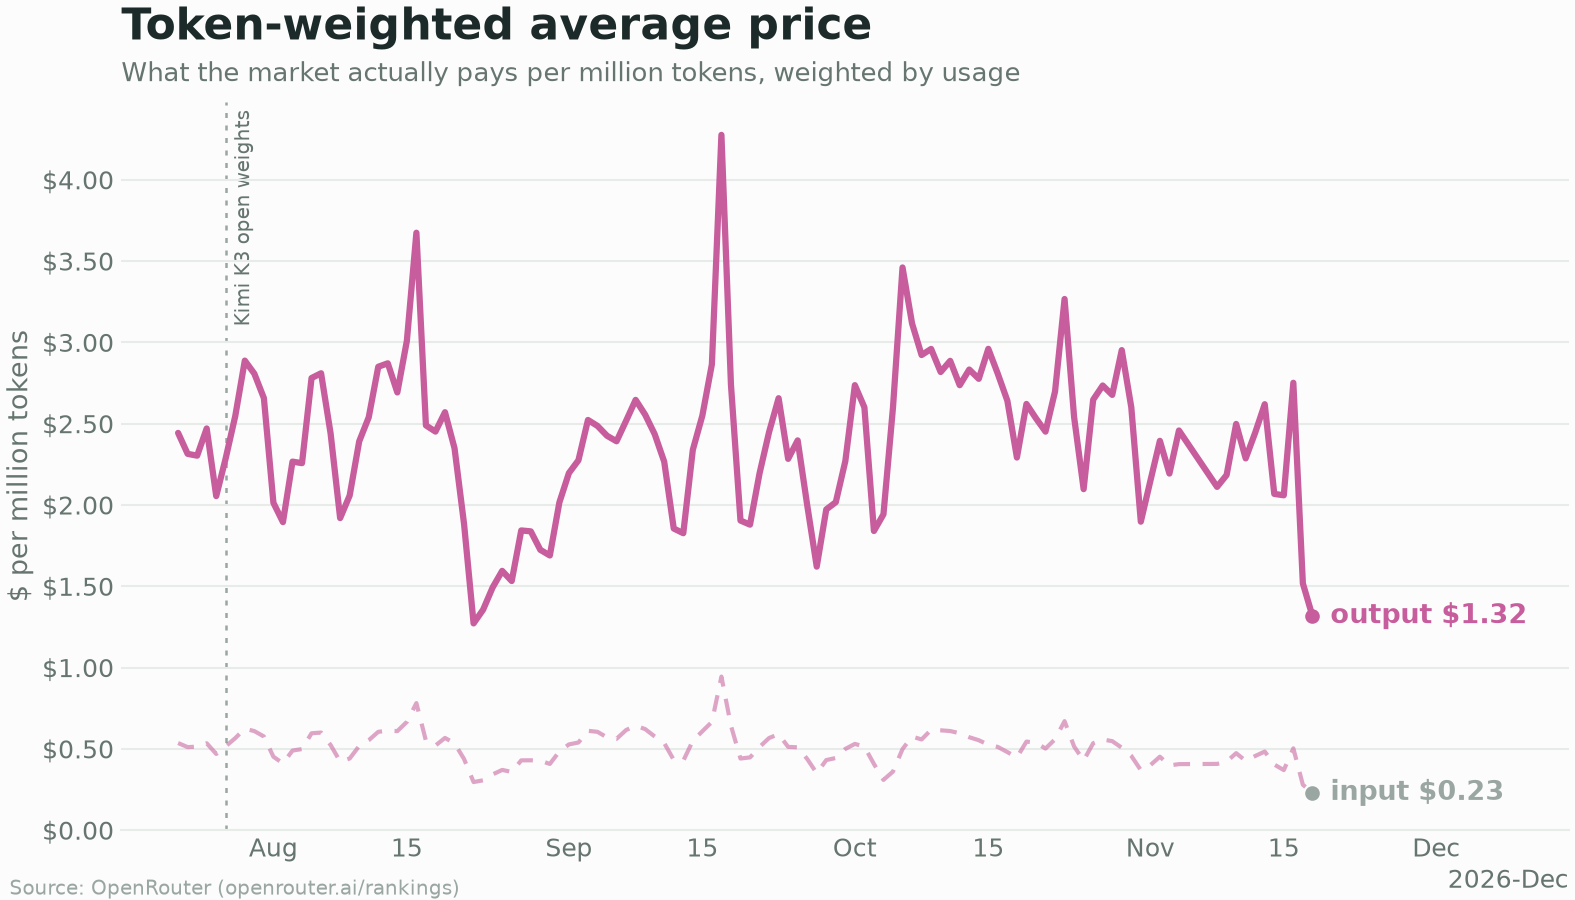 Token-weighted average price
What the market actually pays per million tokens, weighted by usage
Kimi K3 open weights
$ per million tokens
$4.00
$3.50
$3.00
$2.50
$2.00
$1.50
$1.00
$0.50
$0.00
output $1.32
input $0.23
Aug 15 Sep 15 Oct 15 Nov 15 Dec
2026-Dec
Source: OpenRouter (openrouter.ai/rankings)